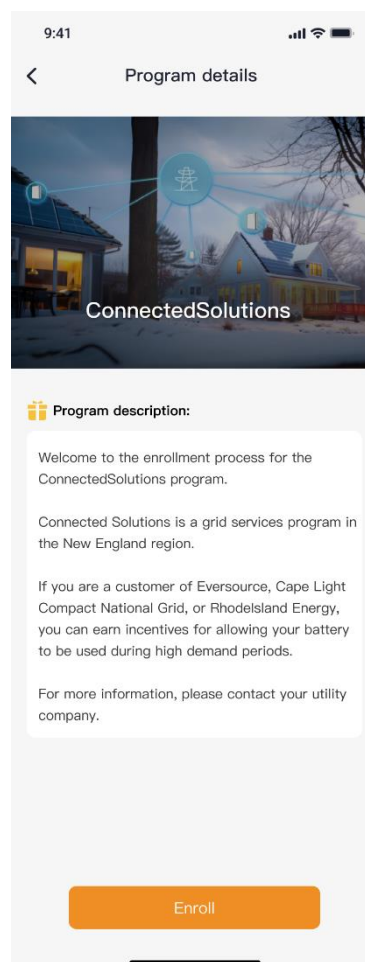 9:41
Program details
ConnectedSolutions
Program description:
Welcome to the enrollment process for the
ConnectedSolutions program.
Connected Solutions is a grid services program in
the New England region.
If you are a customer of Eversource, Cape Light
Compact National Grid, or RhodeIsland Energy,
you can earn incentives for allowing your battery
to be used during high demand periods.
For more information, please contact your utility
company.
Enroll